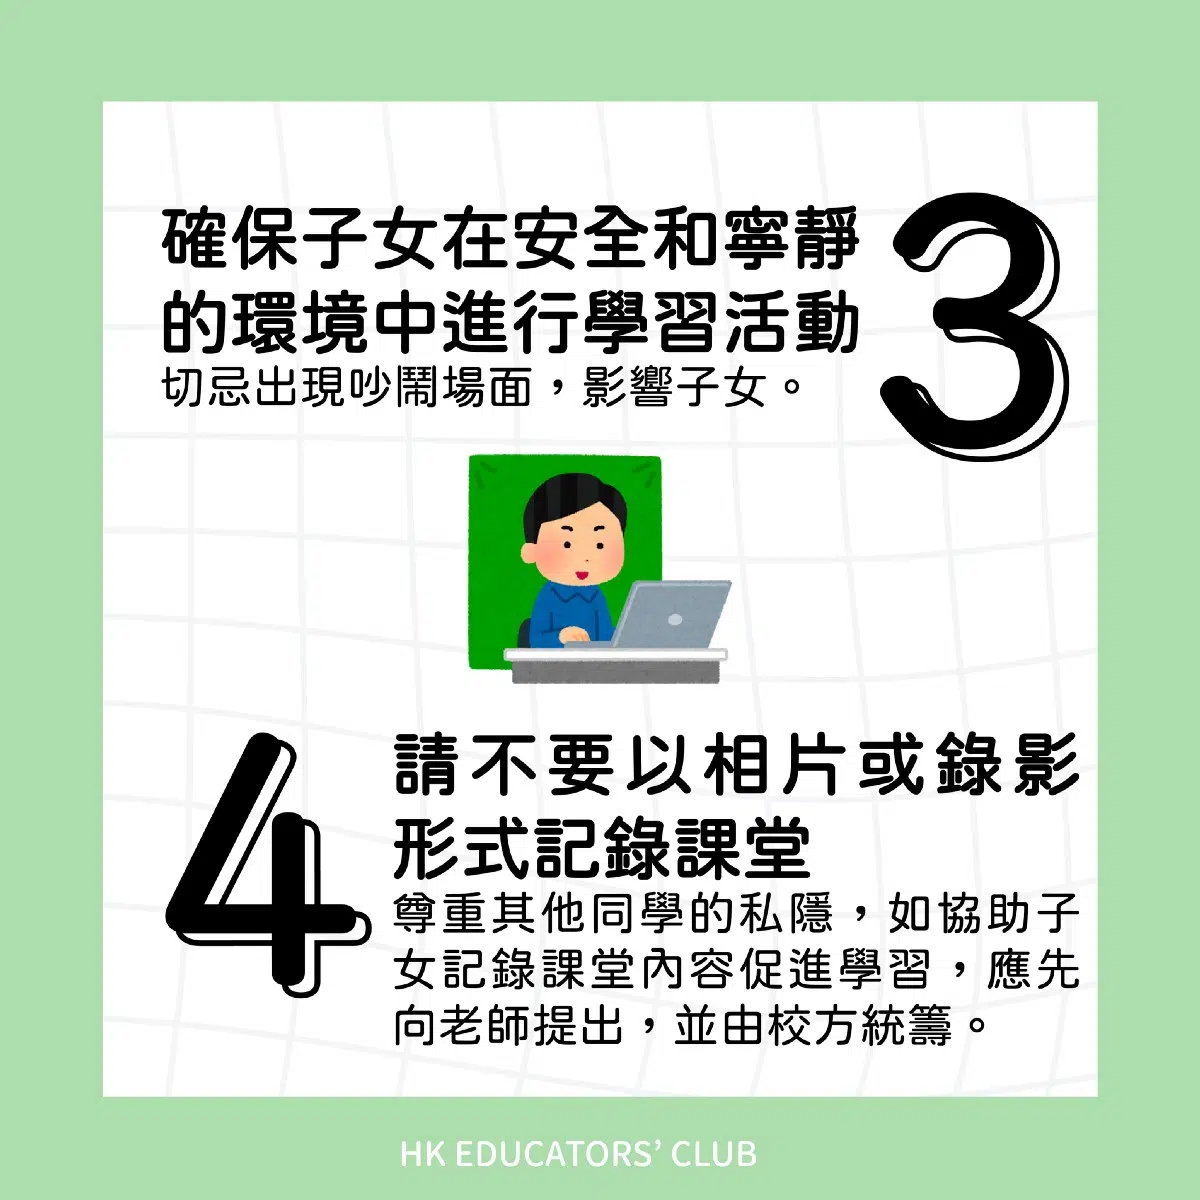 確保子女在安全和寧靜
的環境中進行學習活動
切忌出現吵鬧場面，影響子女。
3
4
請不要以相片或錄影
形式記錄課堂
尊重其他同學的私隱，如協助子
女記錄課堂內容促進學習，應先
向老師提出，並由校方統籌。
HK EDUCATORS’ CLUB